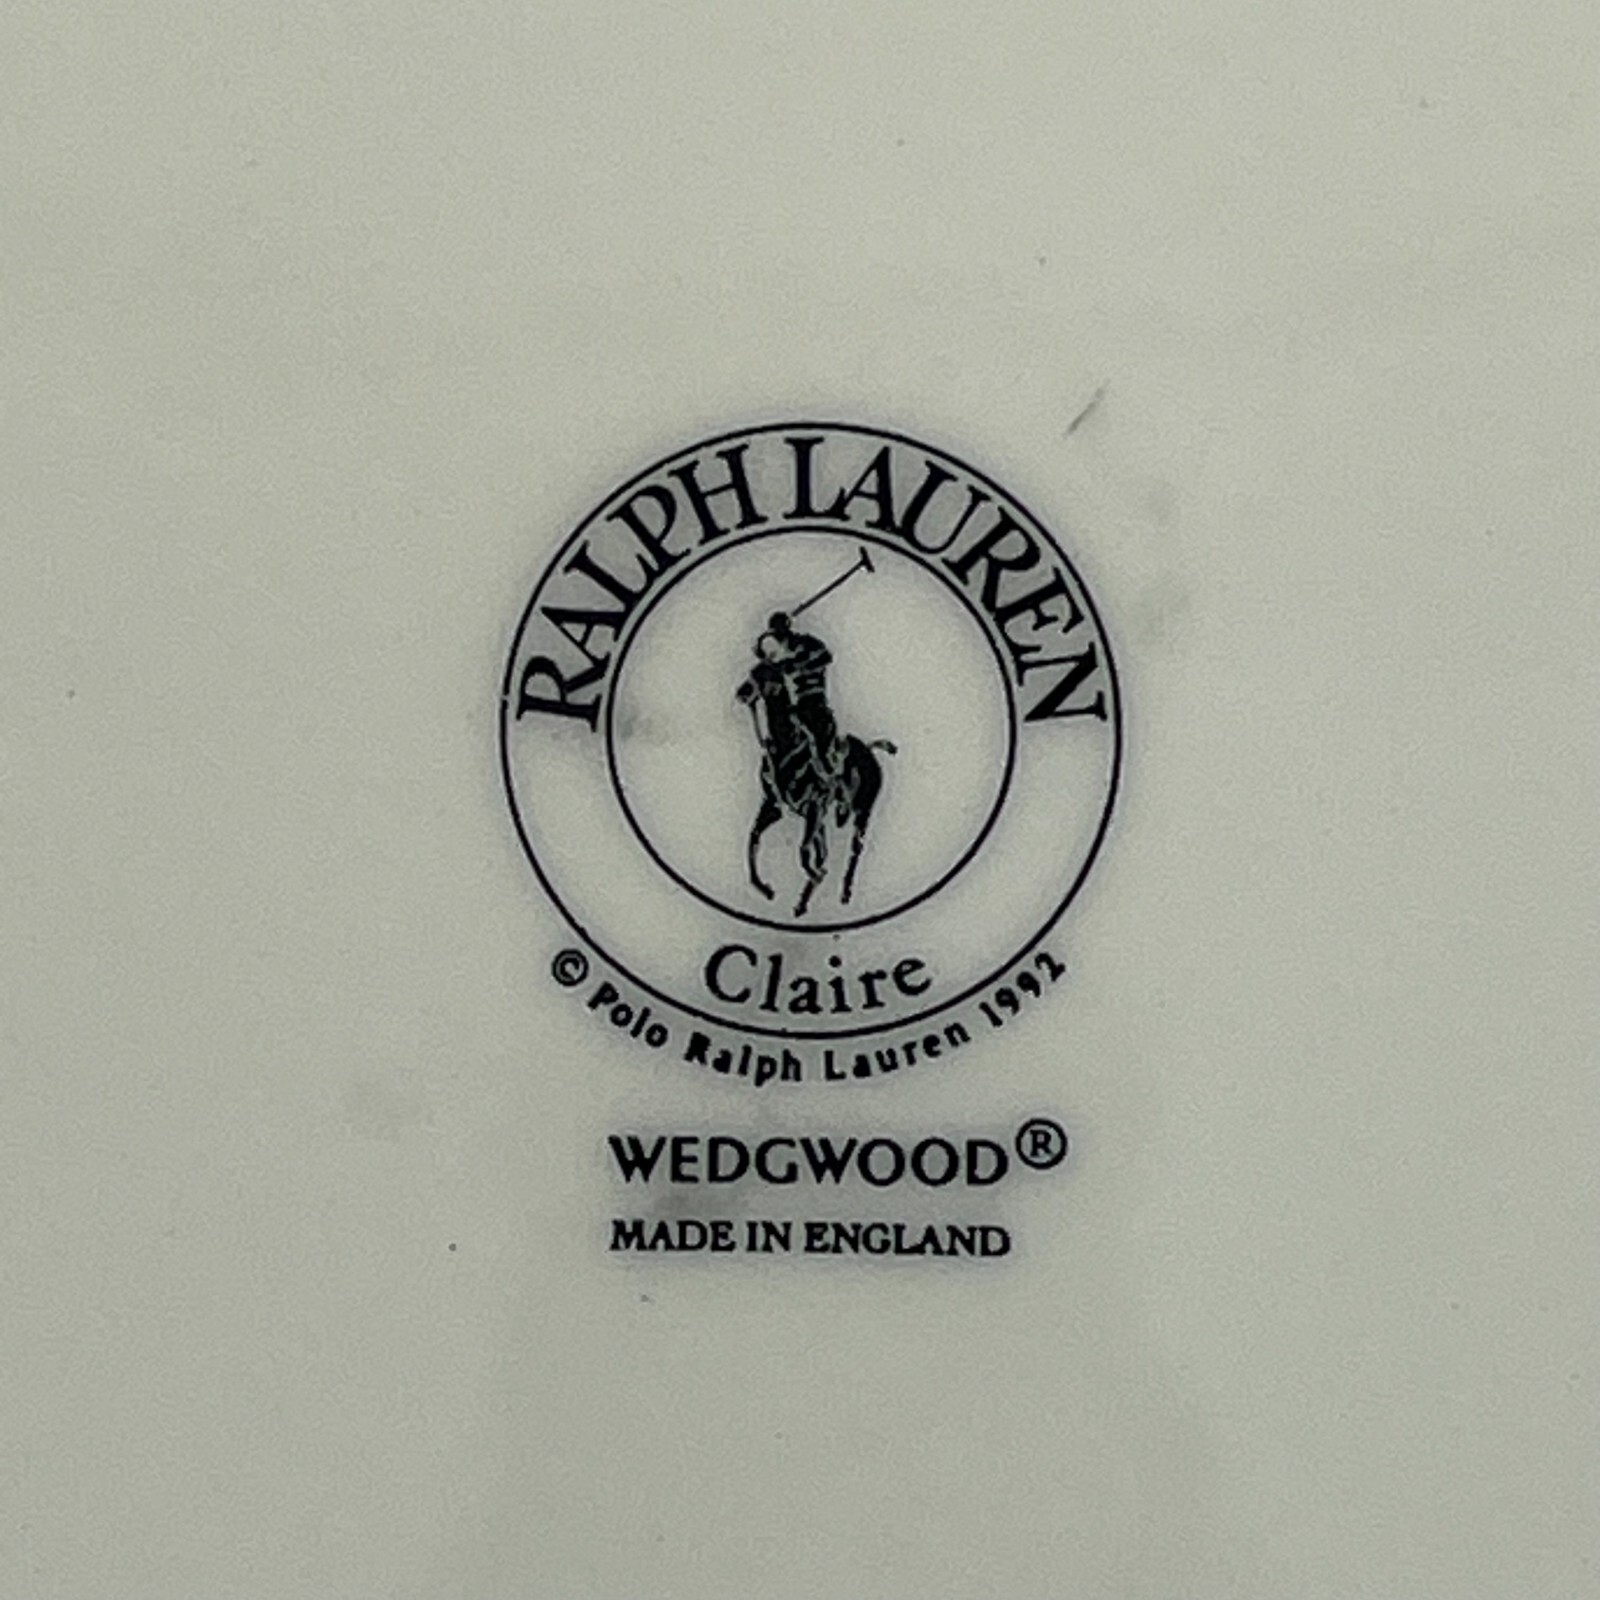 RALPH LAUREN
Claire
© Polo Ralph Lauren 1992
WEDGWOOD®
MADE IN ENGLAND